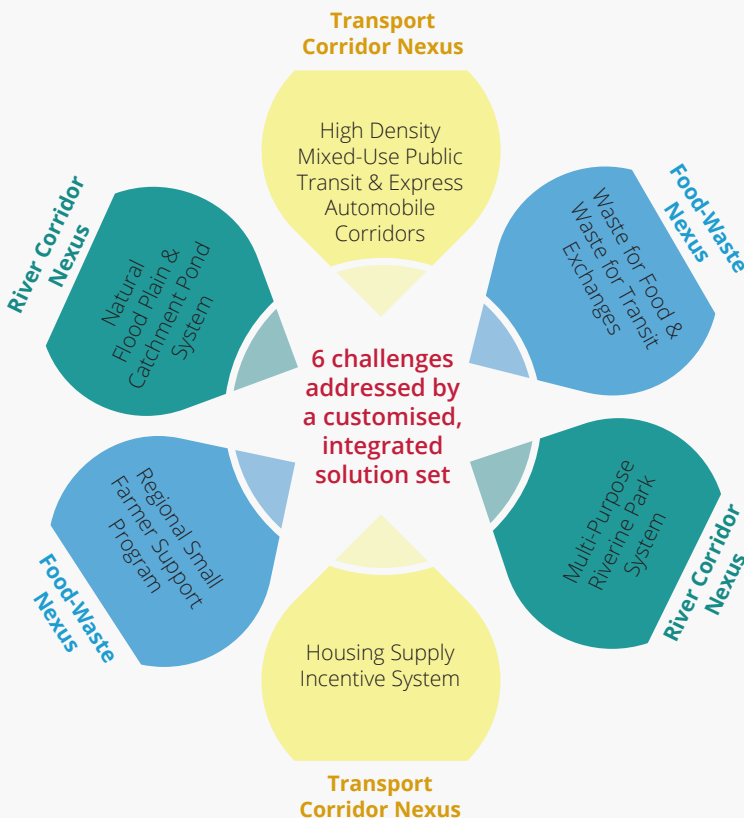 Transport
Corridor Nexus
High Density
Mixed-Use Public
Transit & Express
Automobile
Corridors
Food-Waste
Nexus
Waste for Food &
Waste for Transit
Exchanges
River Corridor
Nexus
Natural
Flood Plain &
Catchment Pond
System
6 challenges
addressed by
a customised,
integrated
solution set
Regional Small
Farmer Support
Program
Food-Waste
Nexus
Multi-Purpose
Riverine Park
System
River Corridor
Nexus
Housing Supply
Incentive System
Transport
Corridor Nexus